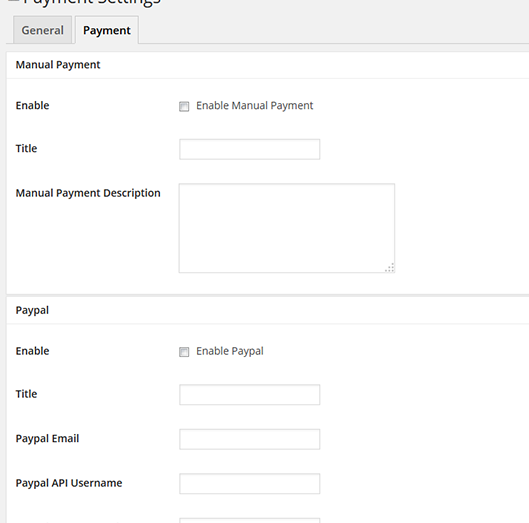 Payment Settings
General Payment
Manual Payment
Enable Enable Manual Payment
Title
Manual Payment Description
Paypal
Enable Enable Paypal
Title
Paypal Email
Paypal API Username